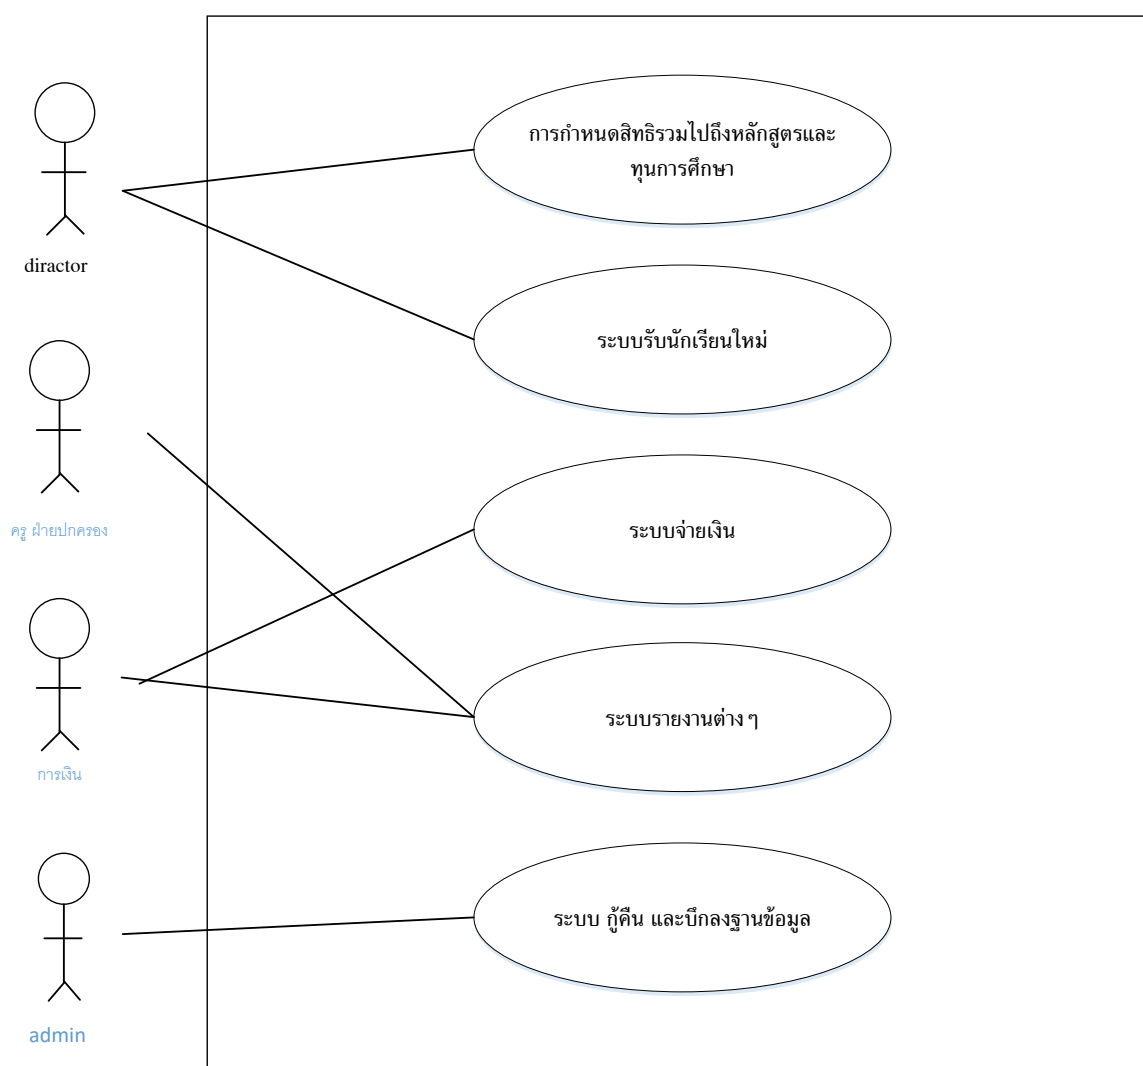 การกำหนดสิทธิรวมไปถึงหลักสูตรและ
ทุนการศึกษา
diractor
ระบบรับนักเรียนใหม่
ครู ฝ่ายปกครอง
ระบบจ่ายเงิน
ระบบรายงานต่าง ๆ
การเงิน
ระบบ กู้คืน และบึกลงฐานข้อมูล
admin